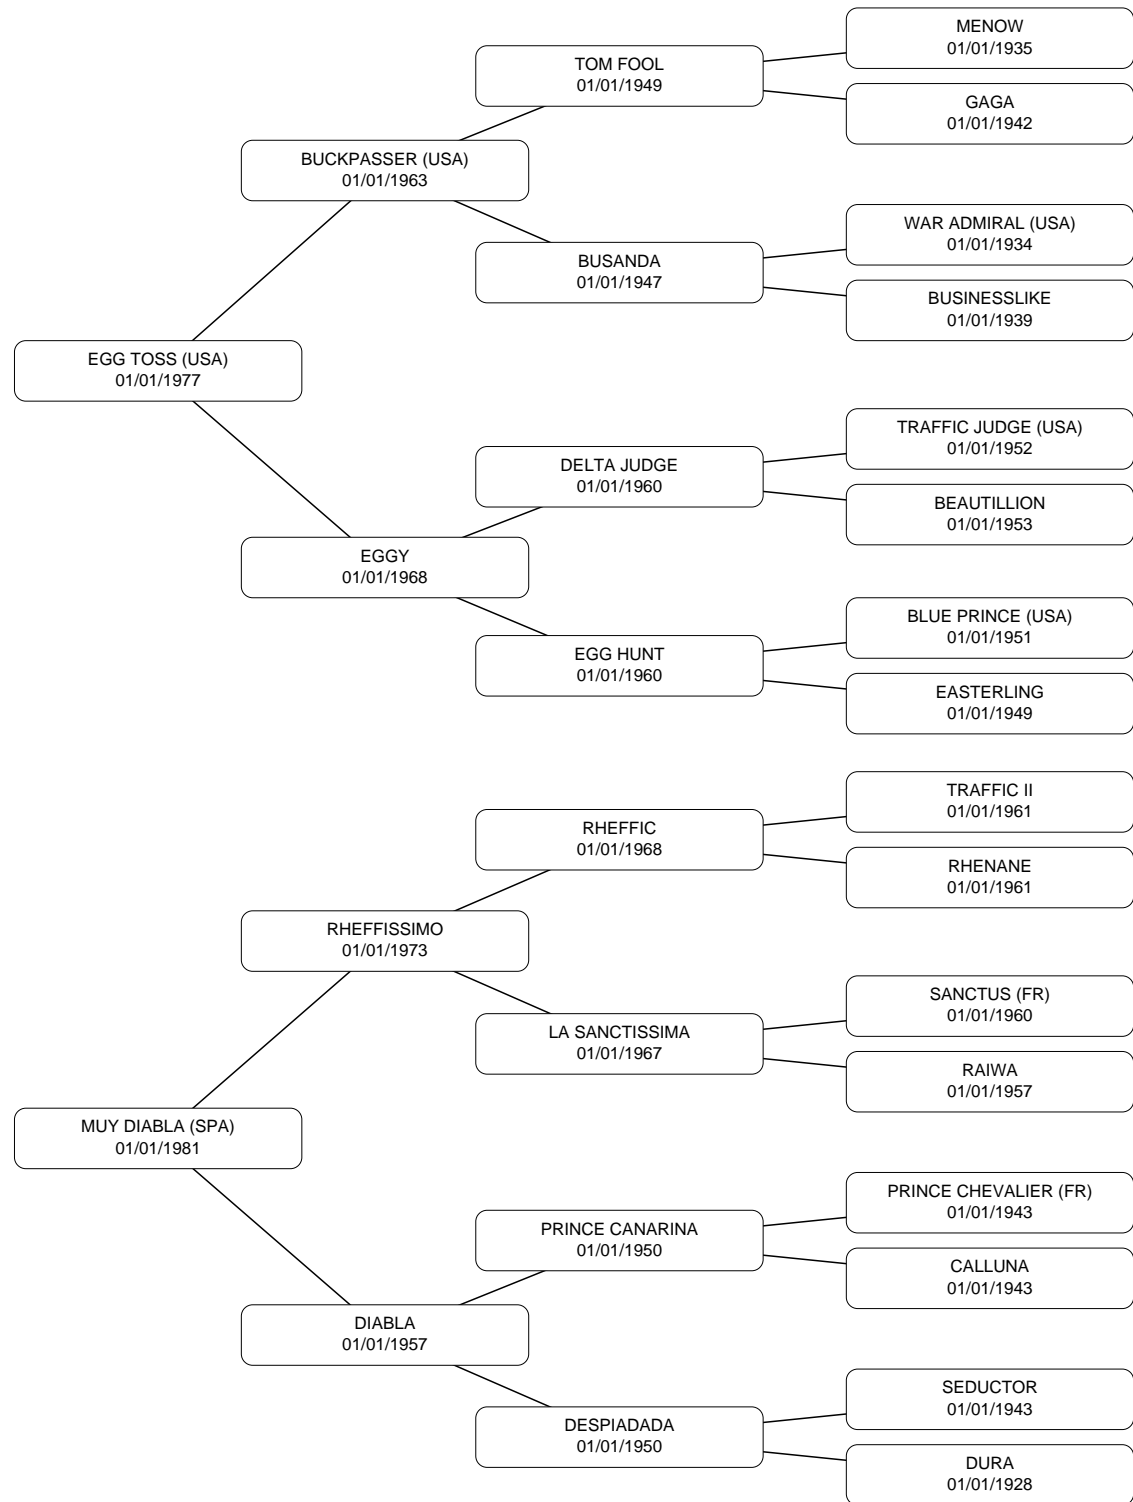 MENOW
01/01/1935
TOM FOOL
01/01/1949
GAGA
01/01/1942
BUCKPASSER (USA)
01/01/1963
WAR ADMIRAL (USA)
01/01/1934
BUSANDA
01/01/1947
BUSINESSLIKE
01/01/1939
EGG TOSS (USA)
01/01/1977
TRAFFIC JUDGE (USA)
01/01/1952
DELTA JUDGE
01/01/1960
BEAUTILLION
01/01/1953
EGGY
01/01/1968
BLUE PRINCE (USA)
01/01/1951
EGG HUNT
01/01/1960
EASTERLING
01/01/1949
TRAFFIC II
01/01/1961
RHEFFIC
01/01/1968
RHENANE
01/01/1961
RHEFFISSIMO
01/01/1973
SANCTUS (FR)
01/01/1960
LA SANCTISSIMA
01/01/1967
RAIWA
01/01/1957
MUY DIABLA (SPA)
01/01/1981
PRINCE CHEVALIER (FR)
01/01/1943
PRINCE CANARINA
01/01/1950
CALLUNA
01/01/1943
DIABLA
01/01/1957
SEDUCTOR
01/01/1943
DESPIADADA
01/01/1950
DURA
01/01/1928